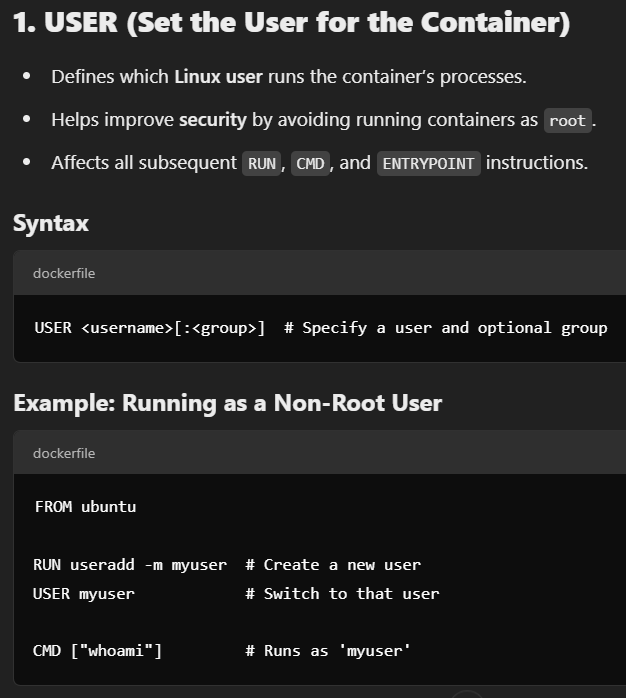 1. USER (Set the User for the Container)
• Defines which Linux user runs the container’s processes.
• Helps improve security by avoiding running containers as root.
• Affects all subsequent RUN, CMD, and ENTRYPOINT instructions.
Syntax
dockerfile
USER <username>[:<group>]  # Specify a user and optional group
Example: Running as a Non-Root User
dockerfile
FROM ubuntu
RUN useradd -m myuser  # Create a new user
USER myuser            # Switch to that user
CMD ["whoami"]         # Runs as 'myuser'